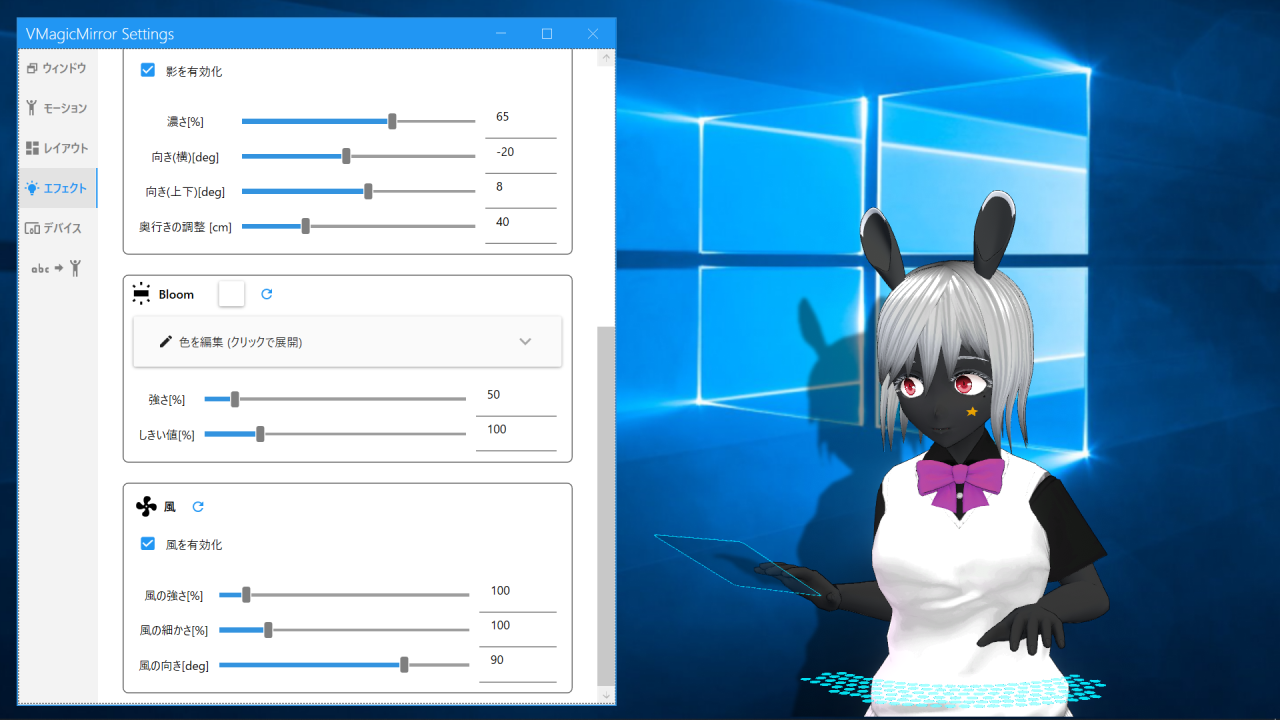 VMagicMirror Settings
ウィンドウ
モーション
レイアウト
エフェクト
デバイス
abc
影を有効化
濃さ[%] 65
向き(横)[deg] -20
向き(上下)[deg] 8
奥行きの調整 [cm] 40
Bloom
色を編集 (クリックで展開)
強さ[%] 50
しきい値[%] 100
風
風を有効化
風の強さ[%] 100
風の細かさ[%] 100
風の向き[deg] 90